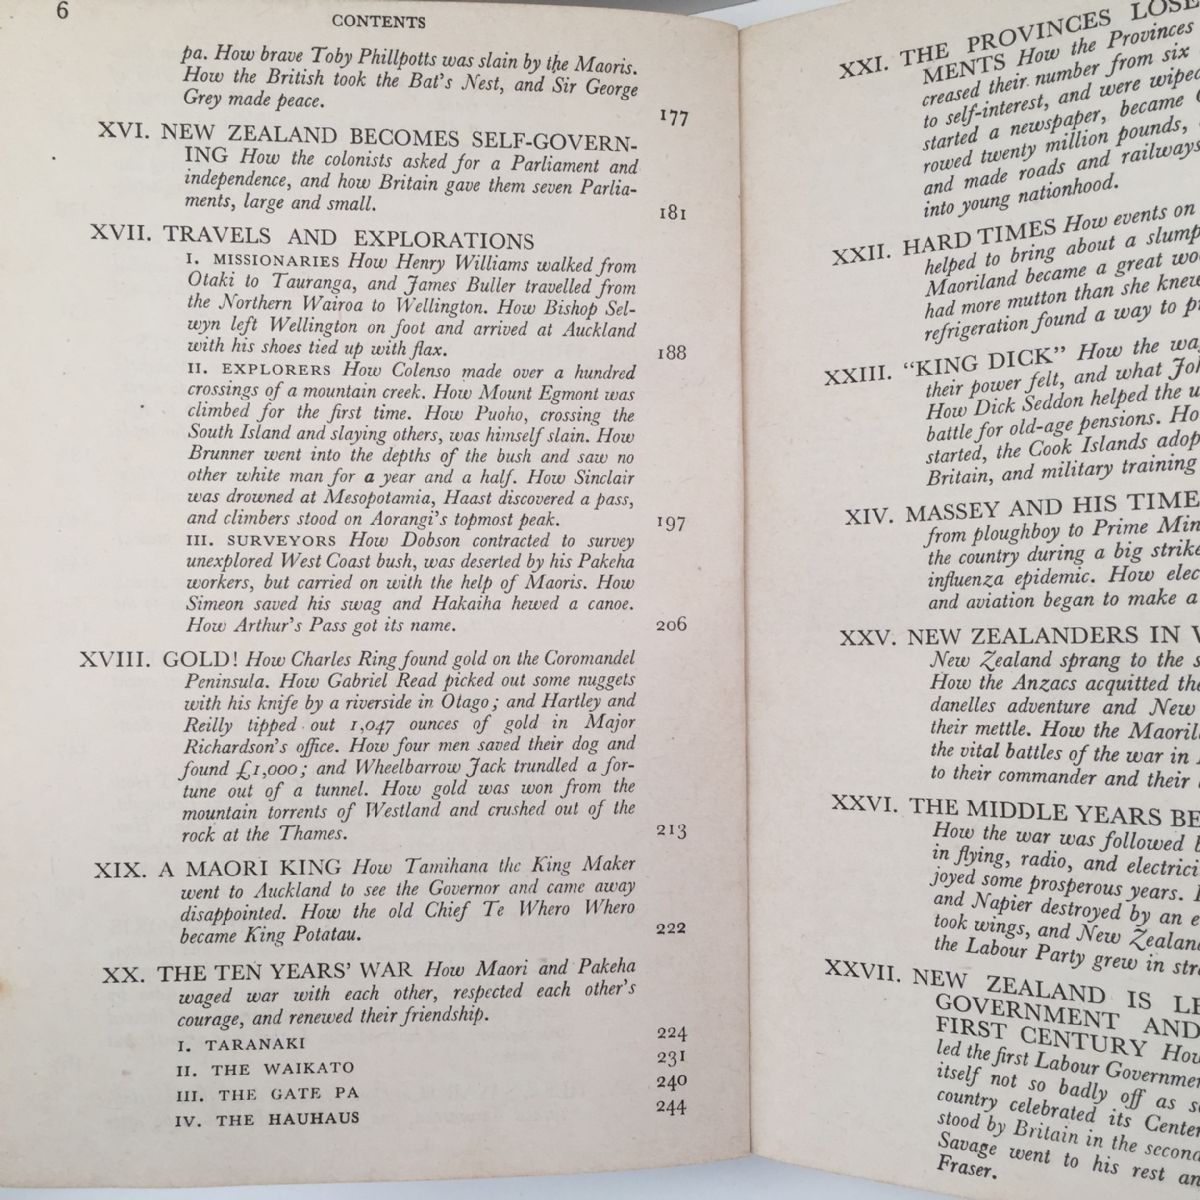 6
CONTENTS
pa. How brave Toby Phillpotts was slain by the Maoris.
How the British took the Bat's Nest, and Sir George
Grey made peace. 177
XVI. NEW ZEALAND BECOMES SELF-GOVERN-
ING How the colonists asked for a Parliament and
independence, and how Britain gave them seven Parlia-
ments, large and small. 181
XVII. TRAVELS AND EXPLORATIONS
I. MISSIONARIES How Henry Williams walked from
Otaki to Tauranga, and James Buller travelled from
the Northern Wairoa to Wellington. How Bishop Sel-
wyn left Wellington on foot and arrived at Auckland
with his shoes tied up with flax. 188
II. EXPLORERS How Colenso made over a hundred
crossings of a mountain creek. How Mount Egmont was
climbed for the first time. How Puoho, crossing the
South Island and slaying others, was himself slain. How
Brunner went into the depths of the bush and saw no
other white man for a year and a half. How Sinclair
was drowned at Mesopotamia, Haast discovered a pass,
and climbers stood on Aorangi's topmost peak. 197
III. SURVEYORS How Dobson contracted to survey
unexplored West Coast bush, was deserted by his Pakeha
workers, but carried on with the help of Maoris. How
Simeon saved his swag and Hakaiha hewed a canoe.
How Arthur's Pass got its name. 206
XVIII. GOLD! How Charles Ring found gold on the Coromandel
Peninsula. How Gabriel Read picked out some nuggets
with his knife by a riverside in Otago; and Hartley and
Reilly tipped out 1,047 ounces of gold in Major
Richardson's office. How four men saved their dog and
found £1,000; and Wheelbarrow Jack trundled a for-
tune out of a tunnel. How gold was won from the
mountain torrents of Westland and crushed out of the
rock at the Thames. 213
XIX. A MAORI KING How Tamihana the King Maker
went to Auckland to see the Governor and came away
disappointed. How the old Chief Te Whero Whero
became King Potatau. 222
XX. THE TEN YEARS' WAR How Maori and Pakeha
waged war with each other, respected each other's
courage, and renewed their friendship.
I. TARANAKI 224
II. THE WAIKATO 231
III. THE GATE PA 240
IV. THE HAUHAUS 244
XXI. THE PROVINCES LOSE
MENTS How the Provinces
creased their number from six
to self-interest, and were wiped
started a newspaper, became
rowed twenty million pounds,
and made roads and railways
into young nationhood.
XXII. HARD TIMES How events on
helped to bring about a slump
Maoriland became a great
had more mutton than she knew
refrigeration found a way to
XXIII. "KING DICK" How the
their power felt, and what
How Dick Seddon helped the
battle for old-age pensions.
started, the Cook Islands
Britain, and military training
XIV. MASSEY AND HIS
from ploughboy to Prime
the country during a big
influenza epidemic. How
and aviation began to make a
XXV. NEW ZEALANDERS IN
New Zealand sprang to the
How the Anzacs acquitted
danelles adventure and New
their mettle. How the
the vital battles of the war in
to their commander and their
XXVI. THE MIDDLE YEARS
How the war was followed
in flying, radio, and
joyed some prosperous years.
and Napier destroyed by an
took wings, and New
the Labour Party grew in
XXVII. NEW ZEALAND IS
GOVERNMENT AND
FIRST CENTURY How
led the first Labour
itself not so badly off as
country celebrated its
stood by Britain in the second
Savage went to his rest
Fraser.